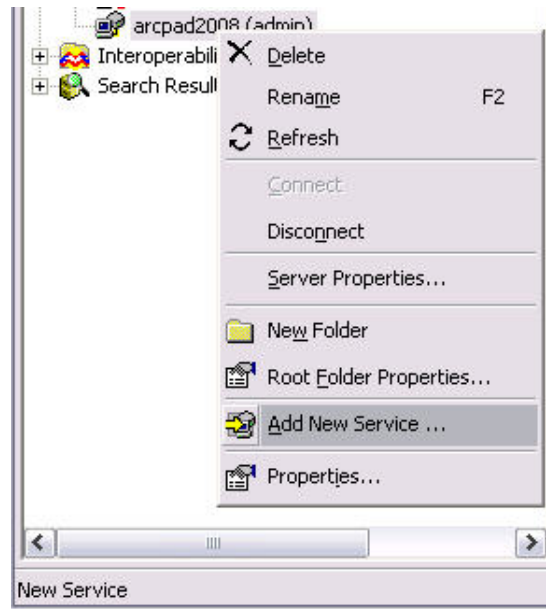 arcpad2008 (admin)
Interoperabili
Search Resul
Delete
Rename F2
Refresh
Connect
Disconnect
Server Properties...
New Folder
Root Folder Properties...
Add New Service ...
Properties...
New Service